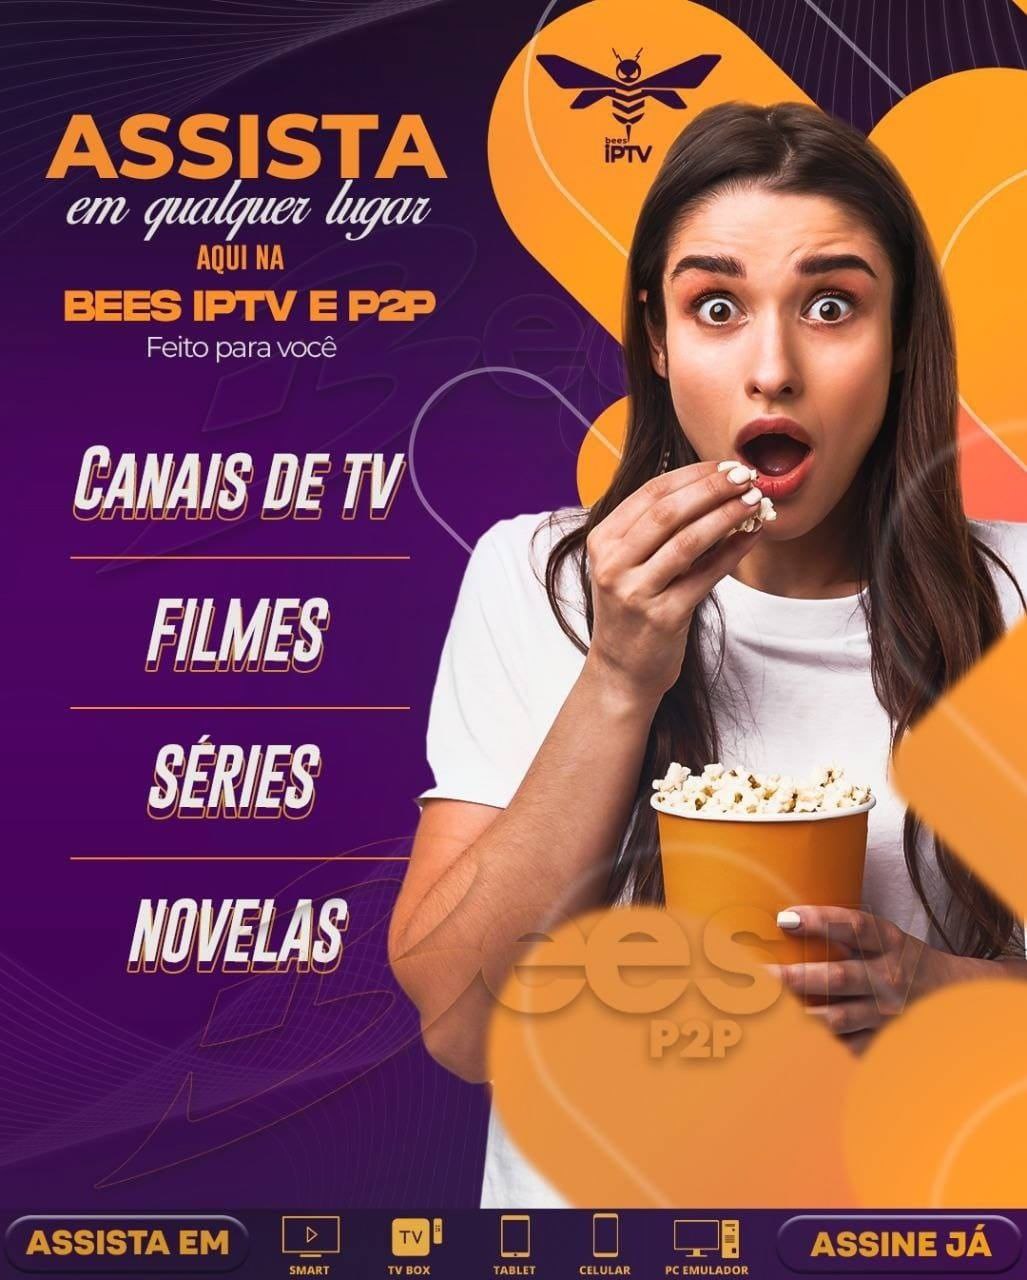 bees
IPTV
ASSISTA
em qualquer lugar
AQUI NA
BEES IPTV E P2P
Feito para você
CANAIS DE TV
FILMES
SÉRIES
NOVELAS
BeesTV
P2P
ASSISTA EM
SMART
TV
TV BOX
TABLET
CELULAR
PC EMULADOR
ASSINE JÁ